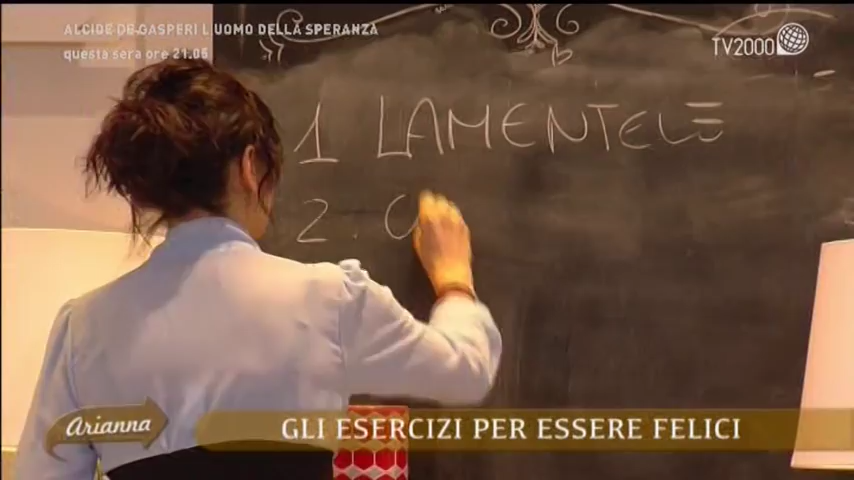 ALCIDE DE GASPERI L'UOMO DELLA SPERANZA
questa sera ore 21.05
TV2000
1 LAMENTELE
2.
Arianna
GLI ESERCIZI PER ESSERE FELICI